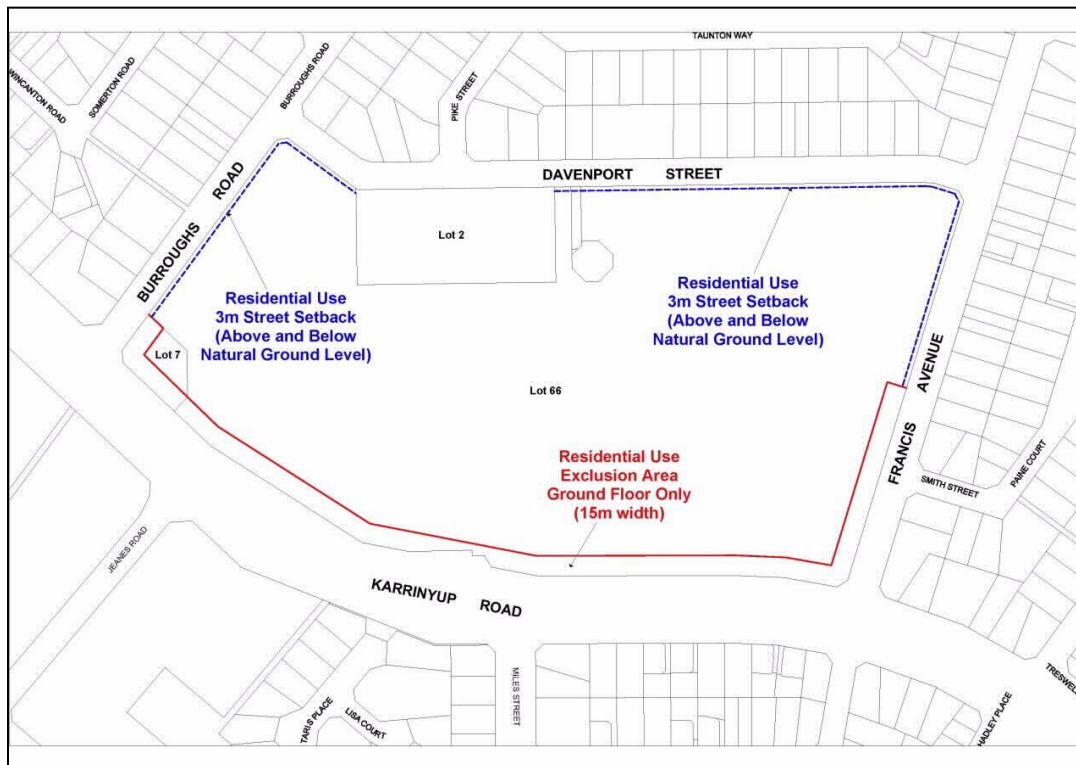 TAUNTON WAY
WINCANTON ROAD
SOMERTON ROAD
BURROUGHS ROAD
PIKE STREET
DAVENPORT STREET
BURROUGHS ROAD
Lot 2
Residential Use
3m Street Setback
(Above and Below
Natural Ground Level)
Residential Use
3m Street Setback
(Above and Below
Natural Ground Level)
Lot 7
Lot 66
FRANCIS AVENUE
Residential Use
Exclusion Area
Ground Floor Only
(15m width)
SMITH STREET
PAINE COURT
JEANES ROAD
KARRINYUP ROAD
MILES STREET
TARIS PLACE
LISA COURT
HADLEY PLACE
TRESWEL